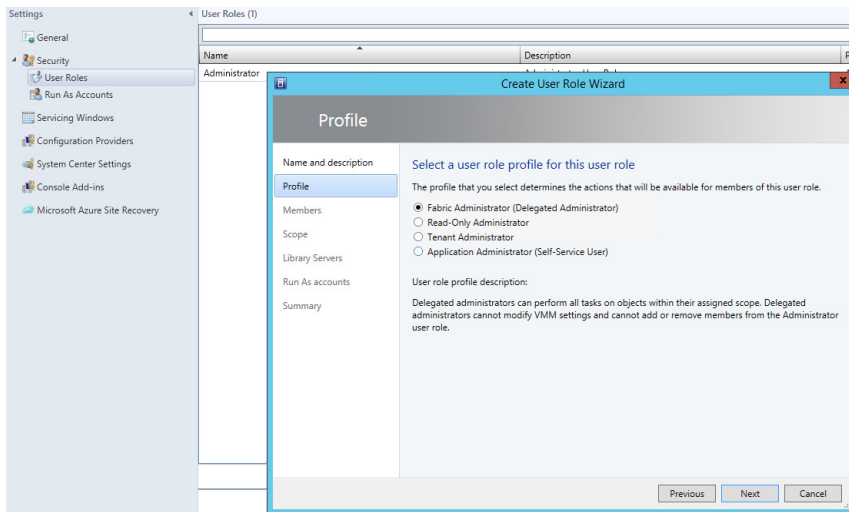 Settings
User Roles (1)
General
Security
User Roles
Run As Accounts
Servicing Windows
Configuration Providers
System Center Settings
Console Add-ins
Microsoft Azure Site Recovery
Name
Description
Administrator
Create User Role Wizard
Profile
Name and description
Profile
Members
Scope
Library Servers
Run As accounts
Summary
Select a user role profile for this user role
The profile that you select determines the actions that will be available for members of this user role.
Fabric Administrator (Delegated Administrator)
Read-Only Administrator
Tenant Administrator
Application Administrator (Self-Service User)
User role profile description:
Delegated administrators can perform all tasks on objects within their assigned scope. Delegated
administrators cannot modify VMM settings and cannot add or remove members from the Administrator
user role.
Previous
Next
Cancel